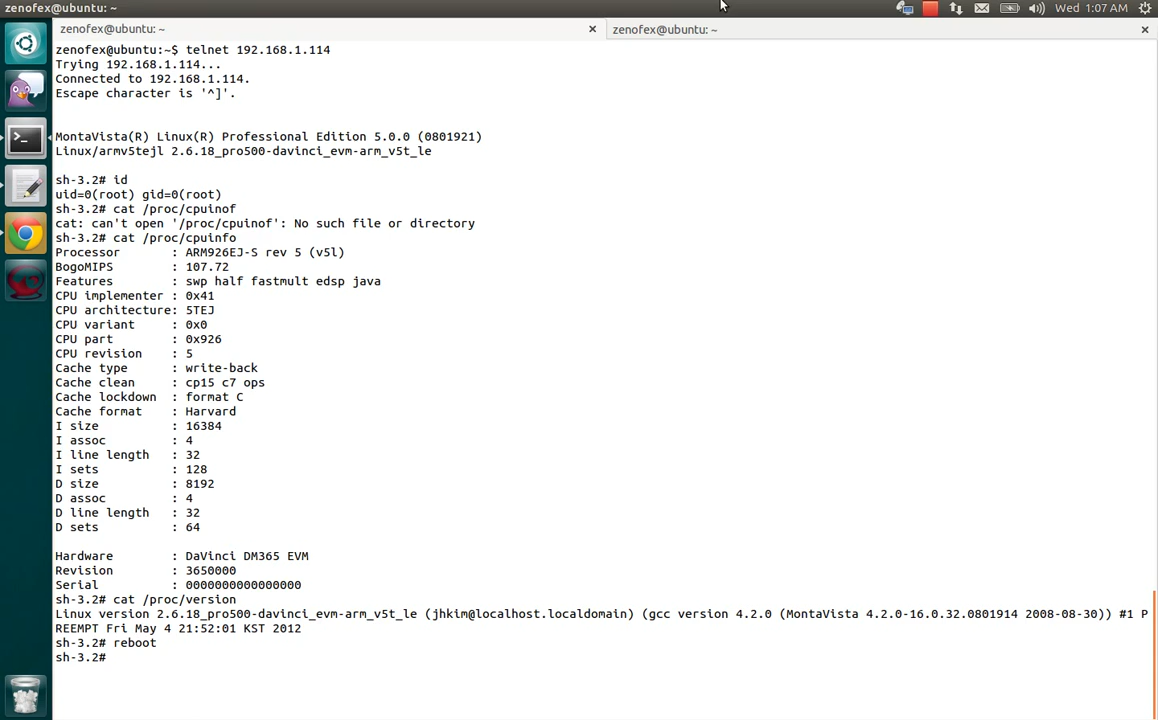 zenofex@ubuntu: ~
Wed 1:07 AM
zenofex@ubuntu: ~
zenofex@ubuntu: ~
zenofex@ubuntu:~$ telnet 192.168.1.114
Trying 192.168.1.114...
Connected to 192.168.1.114.
Escape character is '^]'.
MontaVista(R) Linux(R) Professional Edition 5.0.0 (0801921)
Linux/armv5tejl 2.6.18_pro500-davinci_evm-arm_v5t_le
sh-3.2# id
uid=0(root) gid=0(root)
sh-3.2# cat /proc/cpuinof
cat: can't open '/proc/cpuinof': No such file or directory
sh-3.2# cat /proc/cpuinfo
Processor       : ARM926EJ-S rev 5 (v5l)
BogoMIPS        : 107.72
Features        : swp half fastmult edsp java
CPU implementer : 0x41
CPU architecture: 5TEJ
CPU variant     : 0x0
CPU part        : 0x926
CPU revision    : 5
Cache type      : write-back
Cache clean     : cp15 c7 ops
Cache lockdown  : format C
Cache format    : Harvard
I size          : 16384
I assoc         : 4
I line length   : 32
I sets          : 128
D size          : 8192
D assoc         : 4
D line length   : 32
D sets          : 64
Hardware        : DaVinci DM365 EVM
Revision        : 3650000
Serial          : 0000000000000000
sh-3.2# cat /proc/version
Linux version 2.6.18_pro500-davinci_evm-arm_v5t_le (jhkim@localhost.localdomain) (gcc version 4.2.0 (MontaVista 4.2.0-16.0.32.0801914 2008-08-30)) #1 P
REEMPT Fri May 4 21:52:01 KST 2012
sh-3.2# reboot
sh-3.2#